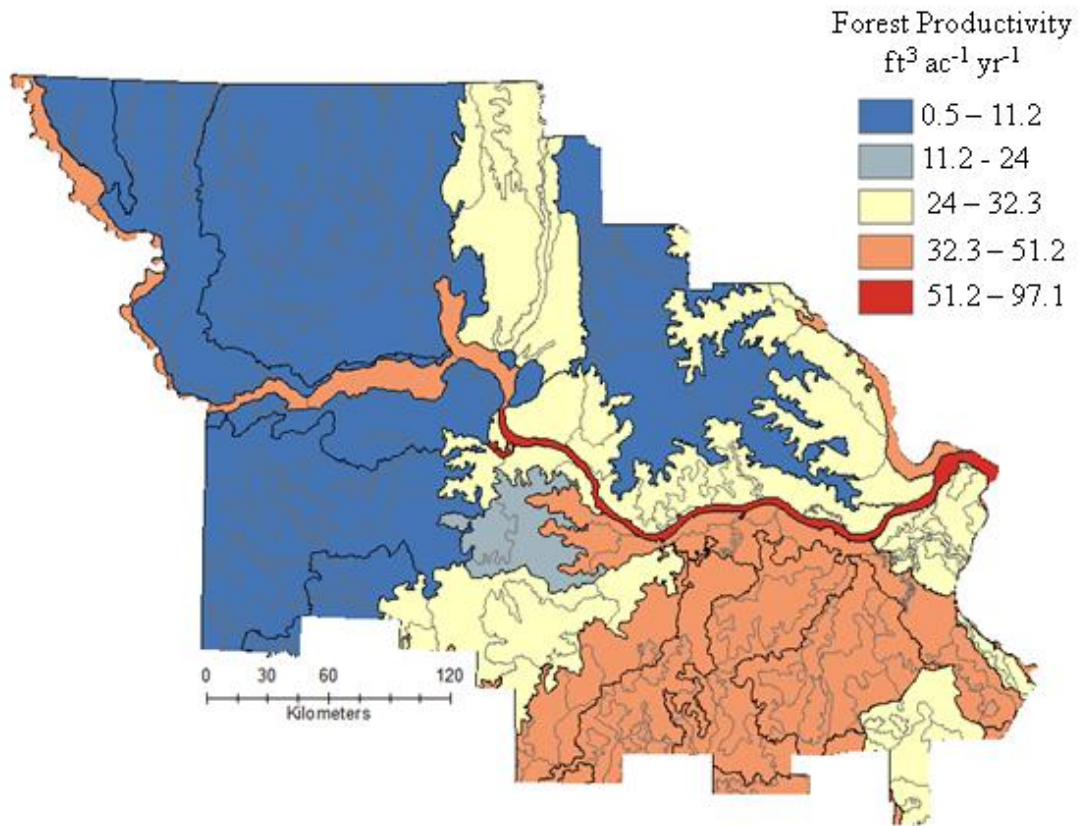 Forest Productivity
ft³ ac⁻¹ yr⁻¹
0.5 – 11.2
11.2 - 24
24 – 32.3
32.3 – 51.2
51.2 – 97.1
0 30 60 120
Kilometers